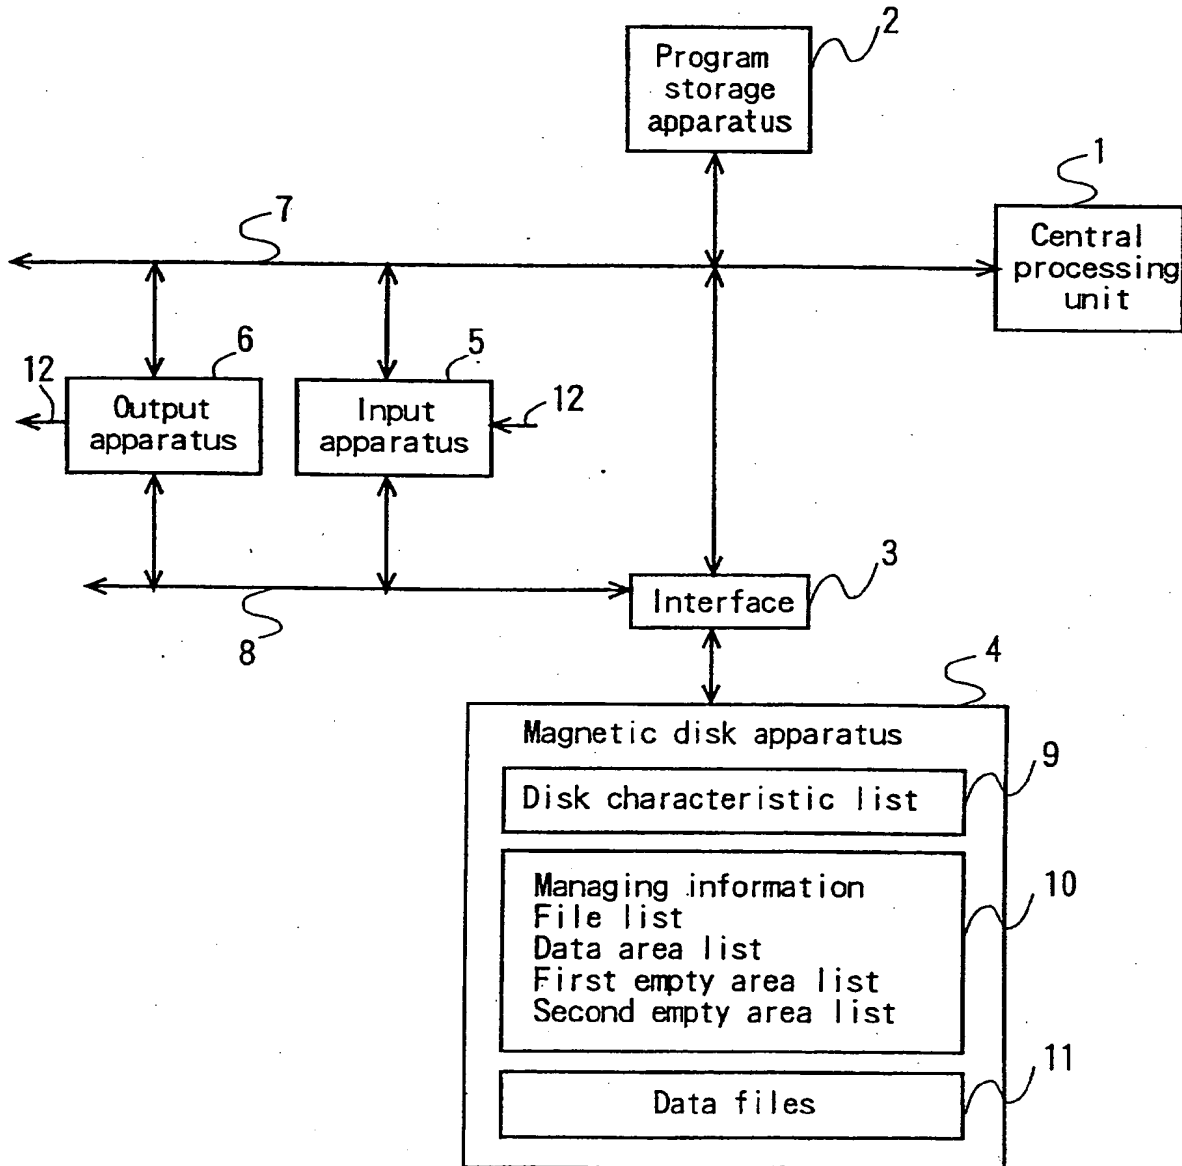 2
Program
storage
apparatus
1
Central
processing
unit
7
6
5
12
Output
apparatus
Input
apparatus
12
3
Interface
8
4
Magnetic disk apparatus
9
Disk characteristic list
10
Managing information
File list
Data area list
First empty area list
Second empty area list
11
Data files